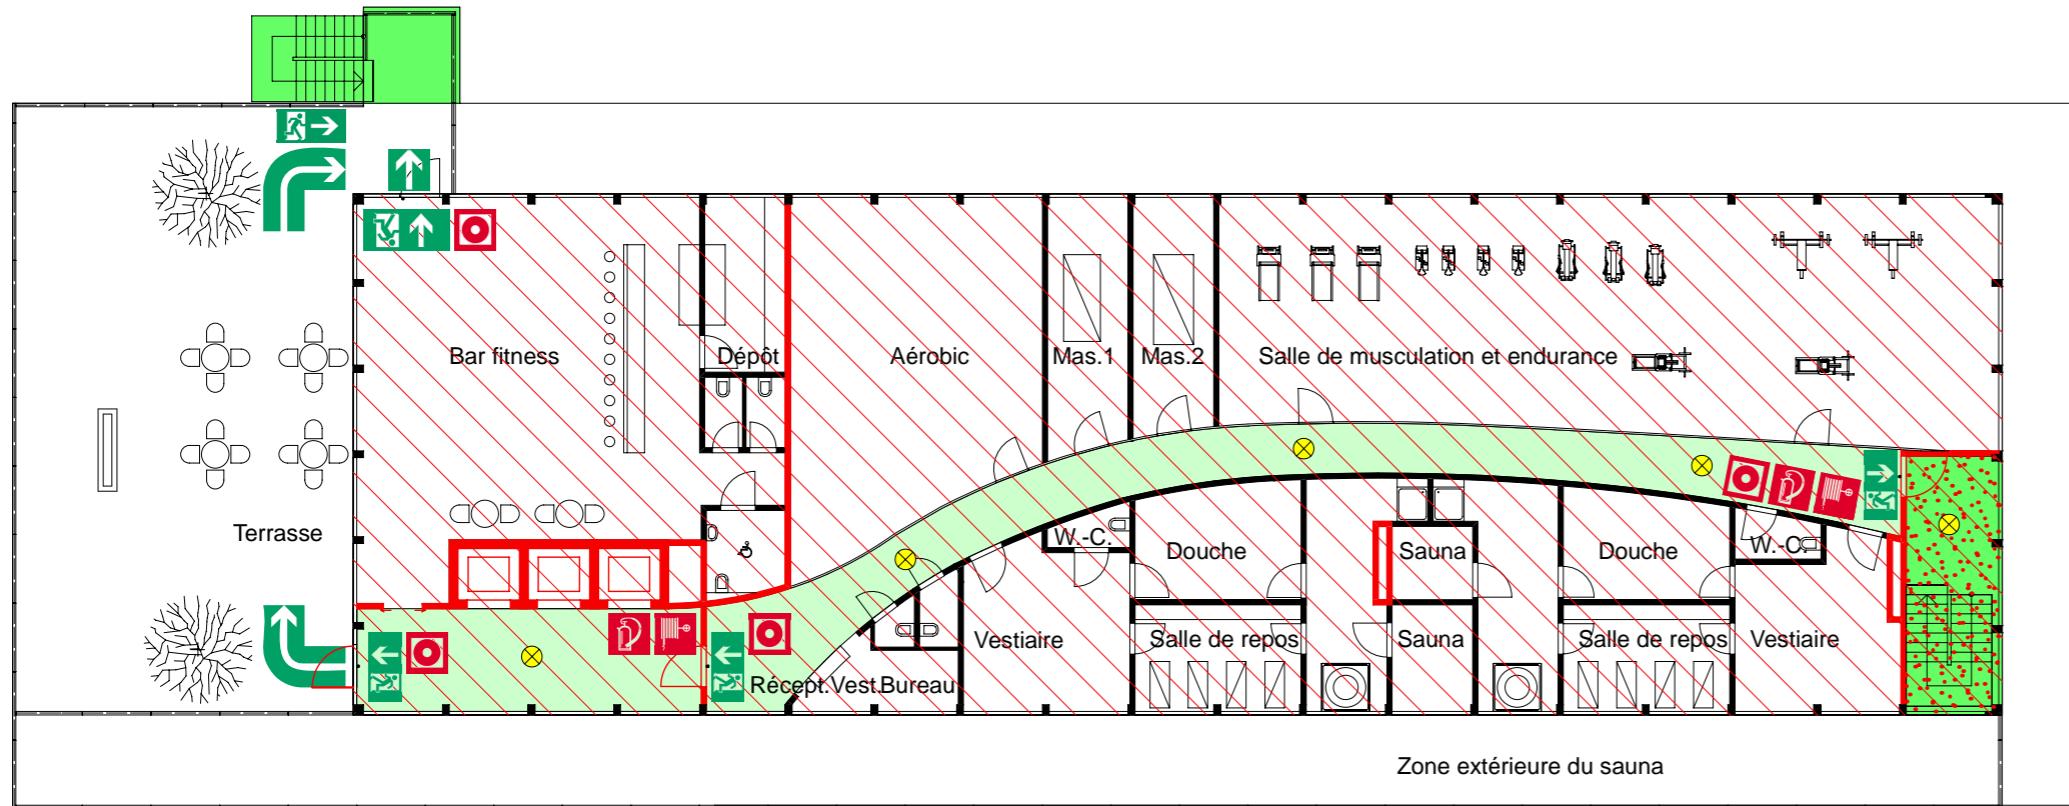 Bar fitness
Dépôt
Aérobic
Mas.1
Mas.2
Salle de musculation et endurance
Terrasse
W.-C.
Douche
Sauna
Douche
W.-C.
Vestiaire
Salle de repos
Sauna
Salle de repos
Vestiaire
Récept.Vest.Bureau
Zone extérieure du sauna